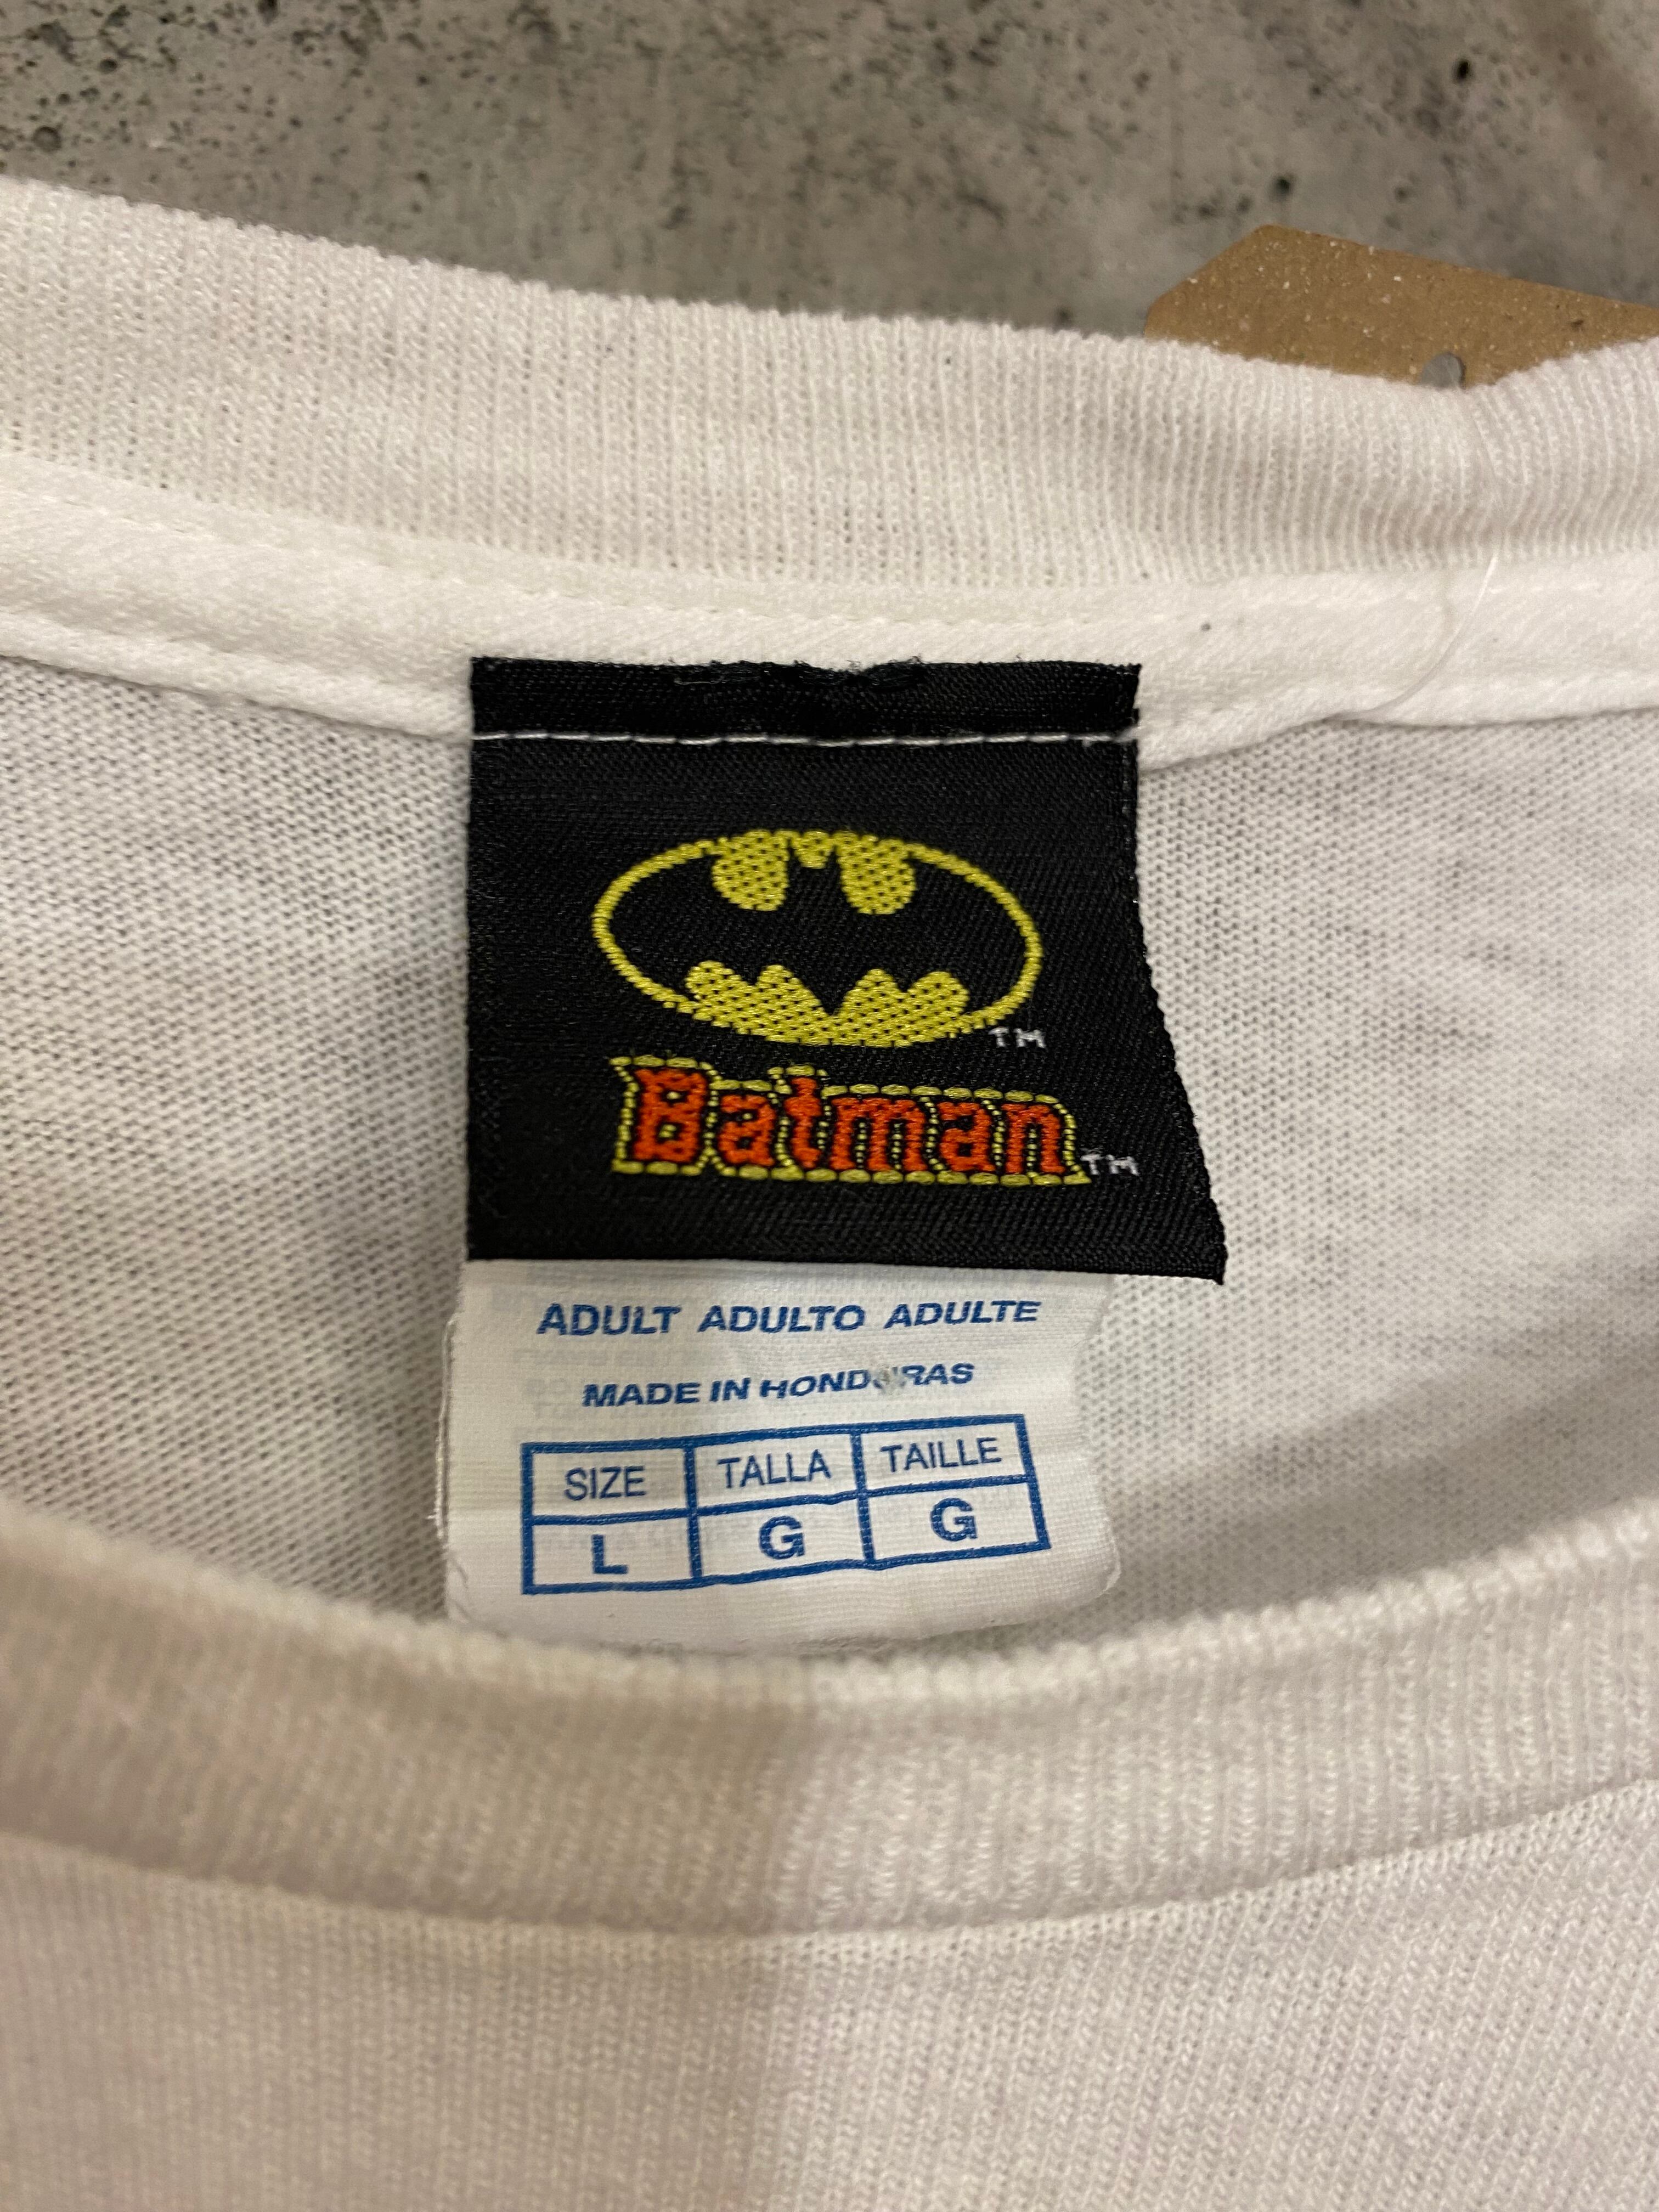 TM
Batman TM
ADULT ADULTO ADULTE
MADE IN HONDURAS
SIZE TALLA TAILLE
L G G